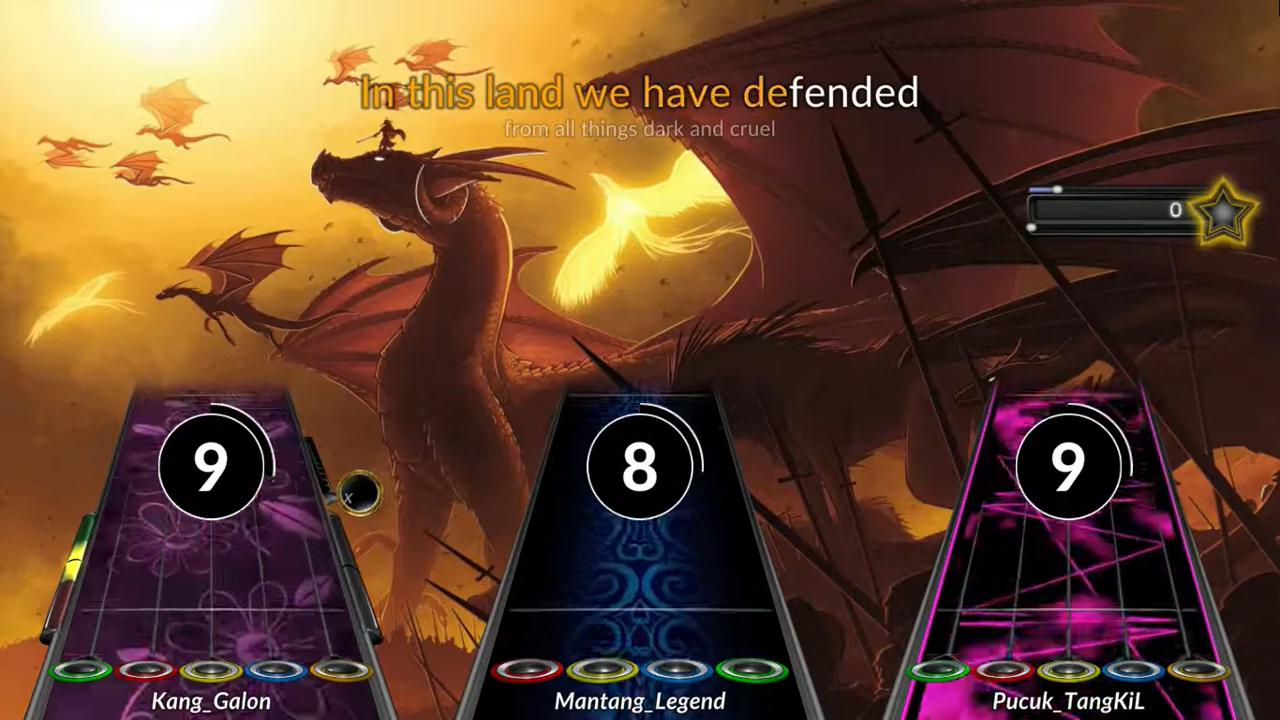 In this land we have defended
from all things dark and cruel
0
9
8
9
x
Kang_Galon
Mantang_Legend
Pucuk_TangKiL